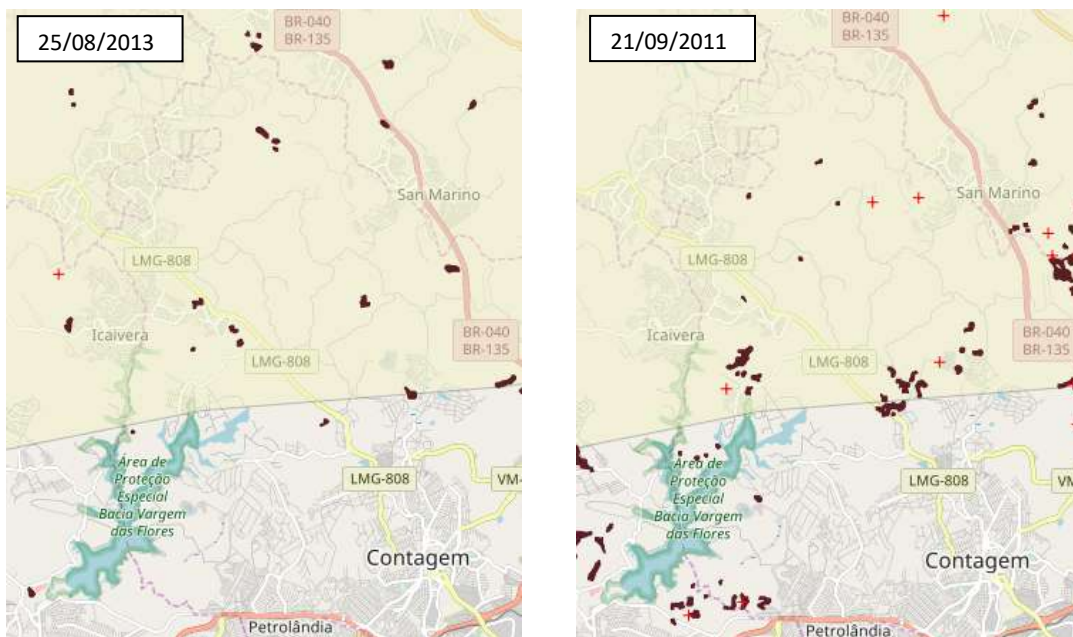 25/08/2013
BR-040
BR-135
San Marino
LMG-808
Icaivera
BR-040
BR-135
LMG-808
Área de
Proteção
Especial
Bacia Vargem
das Flores
LMG-808
VM-
Contagem
Petrolândia
21/09/2011
BR-040
BR-135
San Marino
LMG-808
Icaivera
BR-040
BR-135
LMG-808
Área de
Proteção
Especial
Bacia Vargem
das Flores
LMG-808
VM
Contagem
Petrolândia